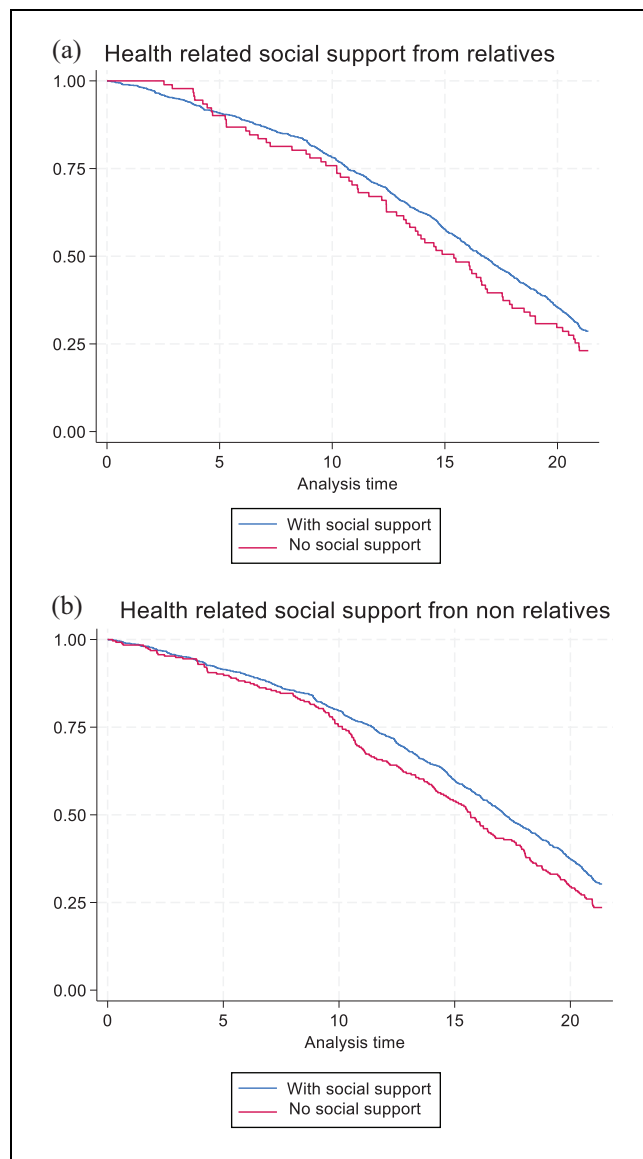 (a) Health related social support from relatives
1.00
0.75
0.50
0.25
0.00
0 5 10 15 20
Analysis time
With social support
No social support
(b) Health related social support fron non relatives
1.00
0.75
0.50
0.25
0.00
0 5 10 15 20
Analysis time
With social support
No social support